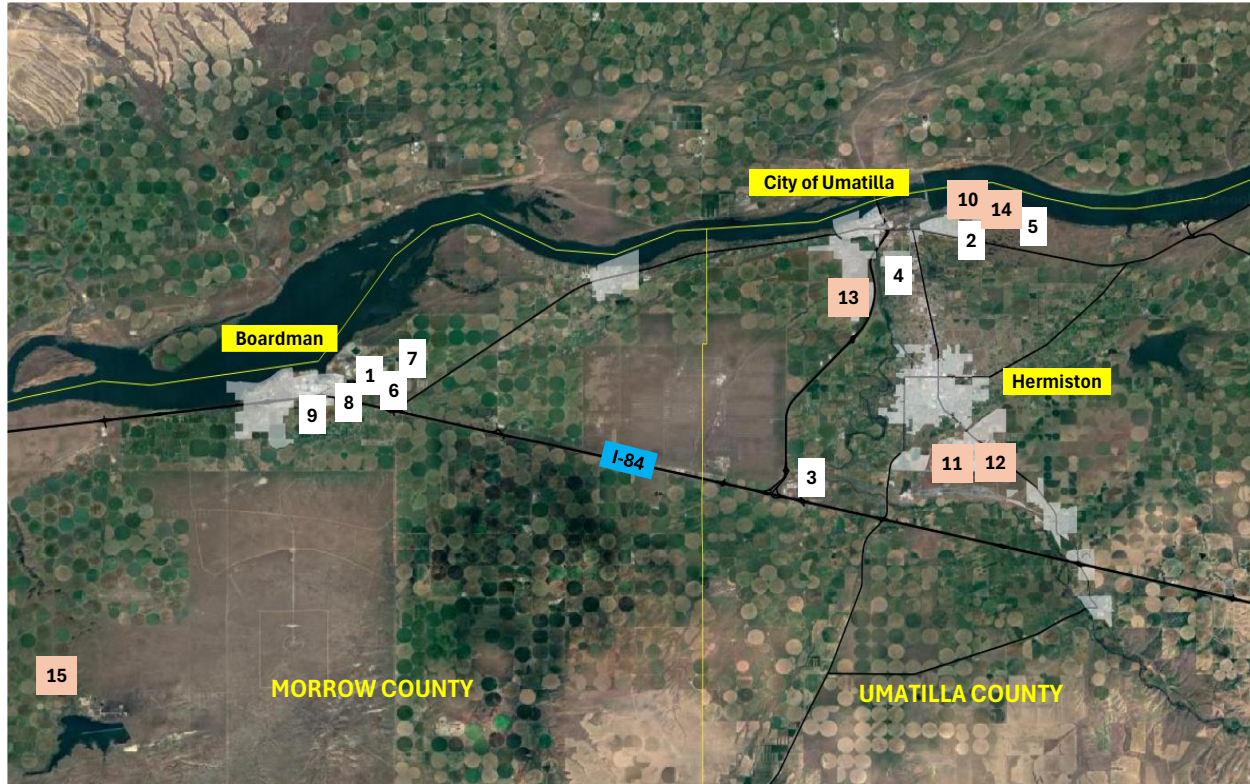 City of Umatilla
10
14
5
2
4
13
Boardman
7
1
6
8
9
Hermiston
I-84
11
12
3
15
MORROW COUNTY
UMATILLA COUNTY